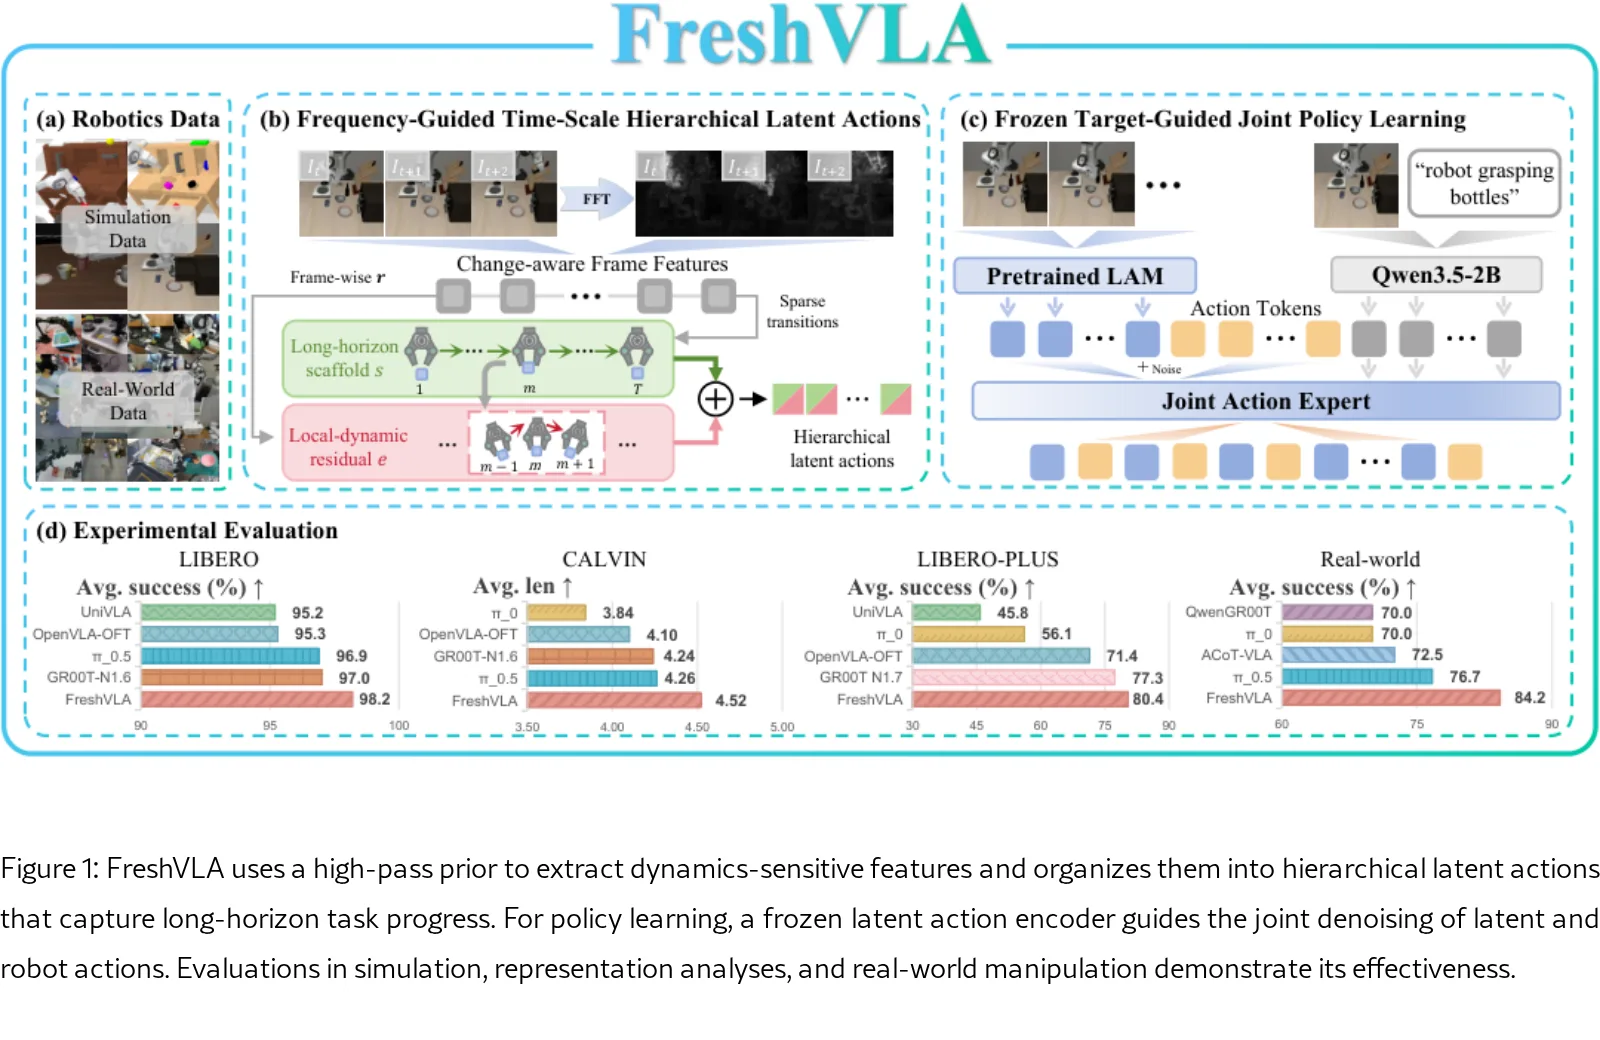 FreshVLA
(a) Robotics Data
Simulation
Data
Real-World
Data
(b) Frequency-Guided Time-Scale Hierarchical Latent Actions
I_t
I_{t+1}
I_{t+2}
FFT
I_t
I_{t+1}
I_{t+2}
Change-aware Frame Features
Frame-wise r
Sparse
transitions
Long-horizon
scaffold s
1
m
T
Local-dynamic
residual e
m − 1
m
m + 1
Hierarchical
latent actions
(c) Frozen Target-Guided Joint Policy Learning
“robot grasping
bottles”
Pretrained LAM
Qwen3.5-2B
Action Tokens
+ Noise
Joint Action Expert
(d) Experimental Evaluation
LIBERO
Avg. success (%) ↑
UniVLA 95.2
OpenVLA-OFT 95.3
π_0.5 96.9
GR00T-N1.6 97.0
FreshVLA 98.2
90 95 100
CALVIN
Avg. len ↑
π_0 3.84
OpenVLA-OFT 4.10
GR00T-N1.6 4.24
π_0.5 4.26
FreshVLA 4.52
3.50 4.00 4.50 5.00
LIBERO-PLUS
Avg. success (%) ↑
UniVLA 45.8
π_0 56.1
OpenVLA-OFT 71.4
GR00T N1.7 77.3
FreshVLA 80.4
30 45 60 75 90
Real-world
Avg. success (%) ↑
QwenGR00T 70.0
π_0 70.0
ACoT-VLA 72.5
π_0.5 76.7
FreshVLA 84.2
60 75 90
Figure 1: FreshVLA uses a high-pass prior to extract dynamics-sensitive features and organizes them into hierarchical latent actions
that capture long-horizon task progress. For policy learning, a frozen latent action encoder guides the joint denoising of latent and
robot actions. Evaluations in simulation, representation analyses, and real-world manipulation demonstrate its effectiveness.